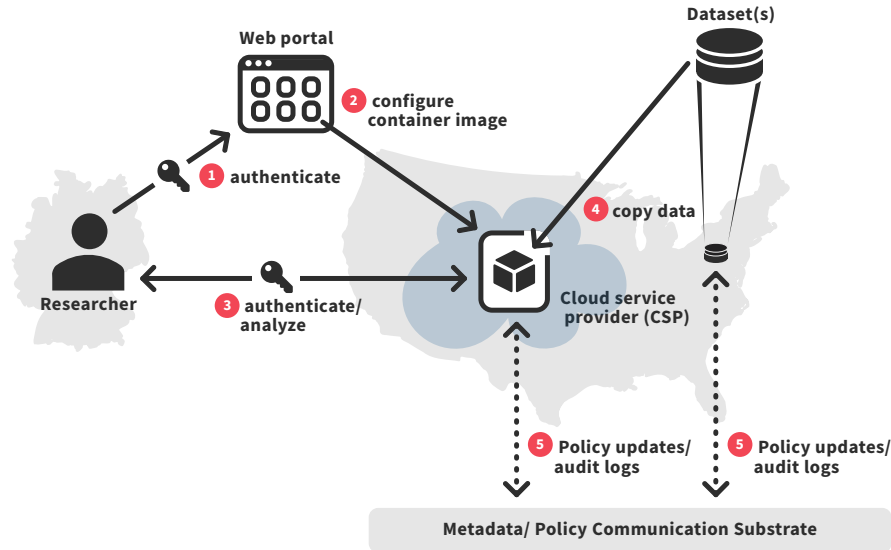 Dataset(s)
Web portal
2 configure
container image
1 authenticate
4 copy data
Researcher
3 authenticate/
analyze
Cloud service
provider (CSP)
5 Policy updates/
audit logs
5 Policy updates/
audit logs
Metadata/ Policy Communication Substrate